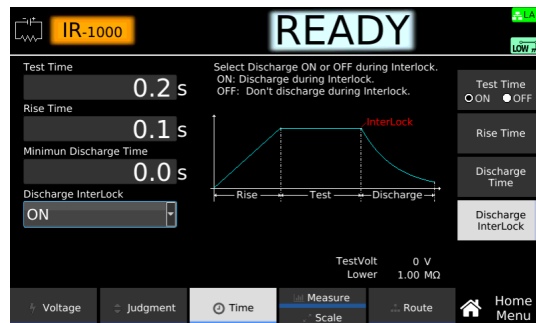 IR-1000
READY
LA
LOW
Test Time
0.2 s
Rise Time
0.1 s
Minimun Discharge Time
0.0 s
Discharge InterLock
ON
Select Discharge ON or OFF during Interlock.
ON: Discharge during Interlock.
OFF: Don't discharge during Interlock.
InterLock
Rise
Test
Discharge
TestVolt 0 V
Lower 1.00 MΩ
Test Time
ON OFF
Rise Time
Discharge
Time
Discharge
InterLock
Voltage
Judgment
Time
Measure
Scale
Route
Home
Menu